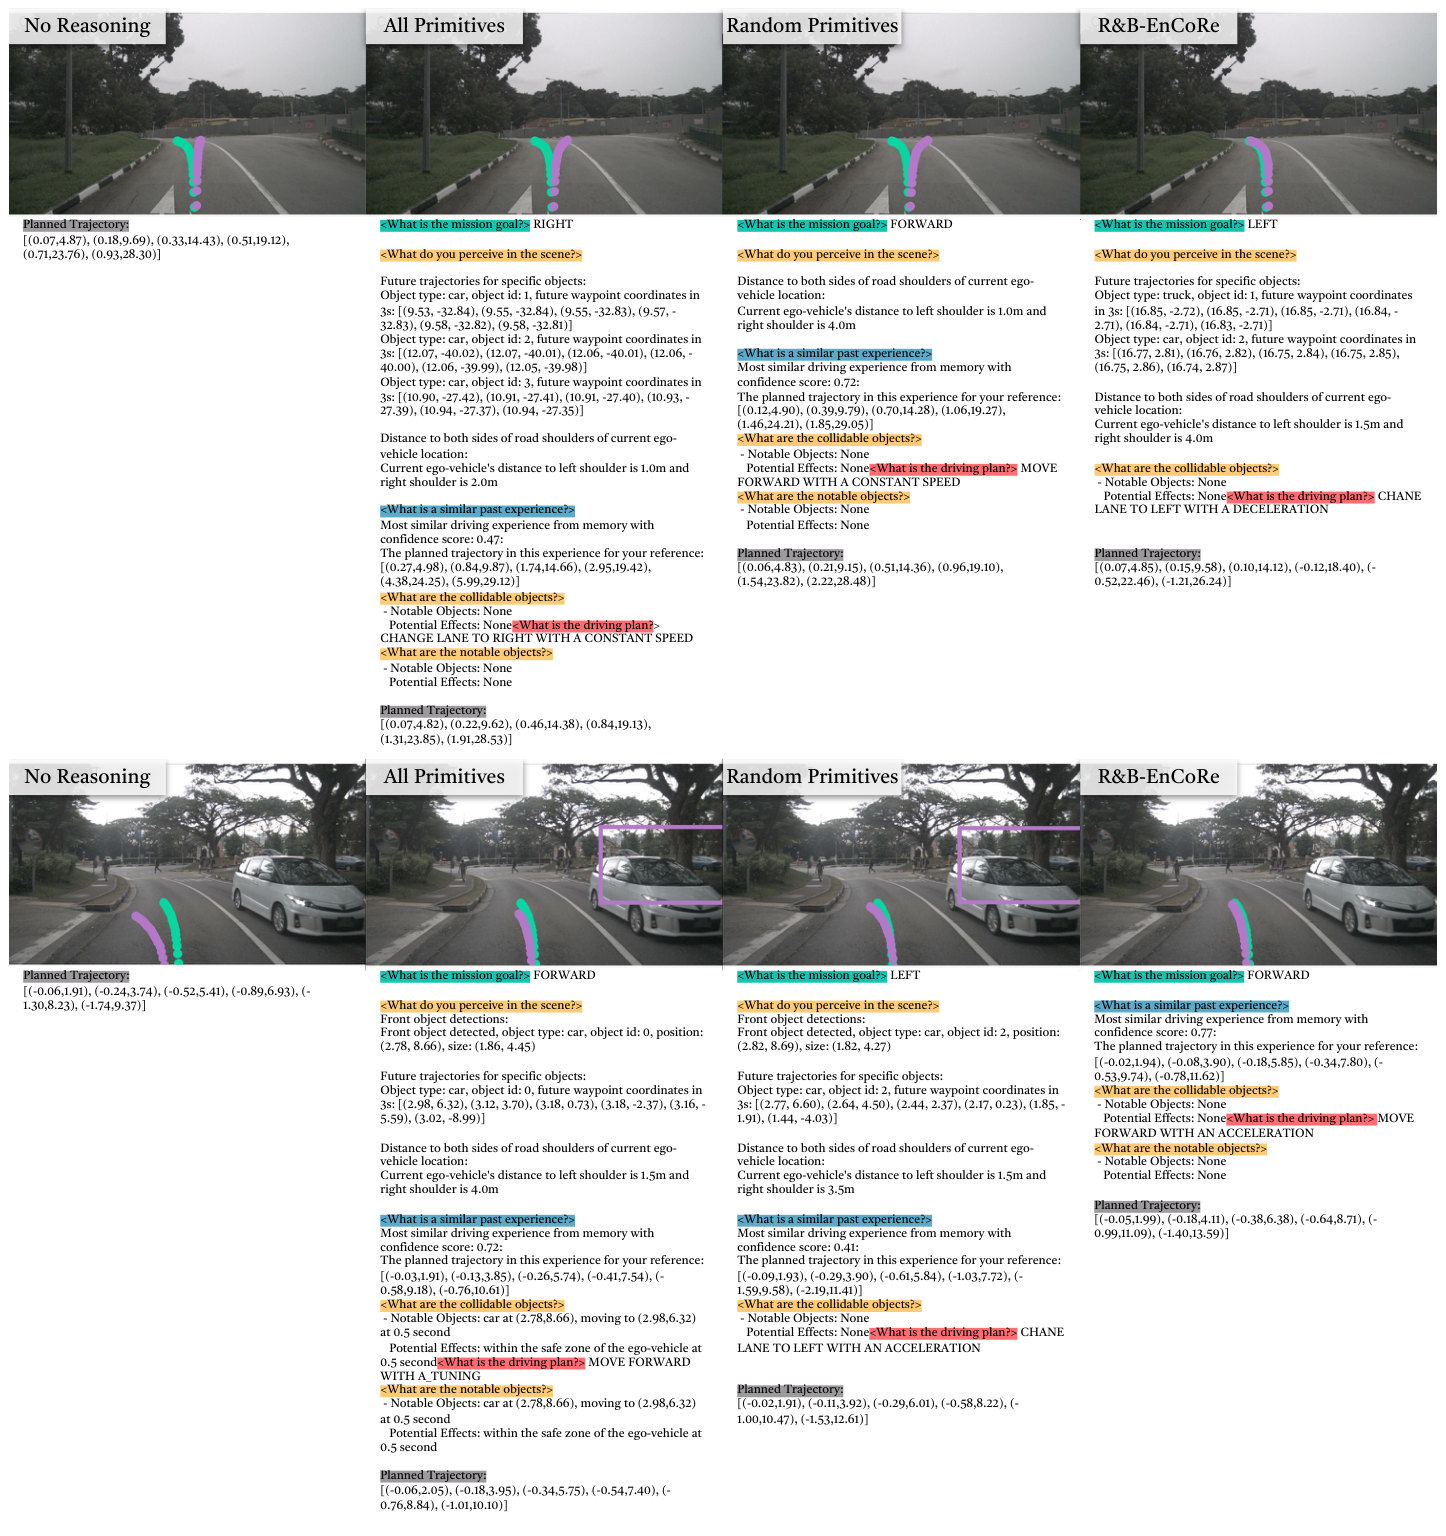 No Reasoning
Planned Trajectory:
[(0.07,4.87), (0.18,9.69), (0.33,14.43), (0.51,19.12),
(0.71,23.76), (0.93,28.30)]
All Primitives
<What is the mission goal?> RIGHT
<What do you perceive in the scene?>
Future trajectories for specific objects:
Object type: car, object id: 1, future waypoint coordinates in
3s: [(9.53, -32.84), (9.55, -32.84), (9.55, -32.83), (9.57, -
32.83), (9.58, -32.82), (9.58, -32.81)]
Object type: car, object id: 2, future waypoint coordinates in
3s: [(12.07, -40.02), (12.07, -40.01), (12.06, -40.01), (12.06, -
40.00), (12.06, -39.99), (12.05, -39.98)]
Object type: car, object id: 3, future waypoint coordinates in
3s: [(10.90, -27.42), (10.91, -27.41), (10.91, -27.40), (10.93, -
27.39), (10.94, -27.37), (10.94, -27.35)]
Distance to both sides of road shoulders of current ego-
vehicle location:
Current ego-vehicle's distance to left shoulder is 1.0m and
right shoulder is 2.0m
<What is a similar past experience?>
Most similar driving experience from memory with
confidence score: 0.47:
The planned trajectory in this experience for your reference:
[(0.27,4.98), (0.84,9.87), (1.74,14.66), (2.95,19.42),
(4.38,24.25), (5.99,29.12)]
<What are the collidable objects?>
- Notable Objects: None
Potential Effects: None<What is the driving plan?>
CHANGE LANE TO RIGHT WITH A CONSTANT SPEED
<What are the notable objects?>
- Notable Objects: None
Potential Effects: None
Planned Trajectory:
[(0.07,4.82), (0.22,9.62), (0.46,14.38), (0.84,19.13),
(1.31,23.85), (1.91,28.53)]
Random Primitives
<What is the mission goal?> FORWARD
<What do you perceive in the scene?>
Distance to both sides of road shoulders of current ego-
vehicle location:
Current ego-vehicle's distance to left shoulder is 1.0m and
right shoulder is 4.0m
<What is a similar past experience?>
Most similar driving experience from memory with
confidence score: 0.72:
The planned trajectory in this experience for your reference:
[(0.12,4.90), (0.39,9.79), (0.70,14.28), (1.06,19.27),
(1.46,24.21), (1.85,29.05)]
<What are the collidable objects?>
- Notable Objects: None
Potential Effects: None<What is the driving plan?> MOVE
FORWARD WITH A CONSTANT SPEED
<What are the notable objects?>
- Notable Objects: None
Potential Effects: None
Planned Trajectory:
[(0.06,4.83), (0.21,9.15), (0.51,14.36), (0.96,19.10),
(1.54,23.82), (2.22,28.48)]
R&B-EnCoRe
<What is the mission goal?> LEFT
<What do you perceive in the scene?>
Future trajectories for specific objects:
Object type: truck, object id: 1, future waypoint coordinates
in 3s: [(16.85, -2.72), (16.85, -2.71), (16.85, -2.71), (16.84, -
2.71), (16.84, -2.71), (16.83, -2.71)]
Object type: car, object id: 2, future waypoint coordinates in
3s: [(16.77, 2.81), (16.76, 2.82), (16.75, 2.84), (16.75, 2.85),
(16.75, 2.86), (16.74, 2.87)]
Distance to both sides of road shoulders of current ego-
vehicle location:
Current ego-vehicle's distance to left shoulder is 1.5m and
right shoulder is 4.0m
<What are the collidable objects?>
- Notable Objects: None
Potential Effects: None<What is the driving plan?> CHANE
LANE TO LEFT WITH A DECELERATION
Planned Trajectory:
[(0.07,4.85), (0.15,9.58), (0.10,14.12), (-0.12,18.40), (-
0.52,22.46), (-1.21,26.24)]
No Reasoning
Planned Trajectory:
[(-0.06,1.91), (-0.24,3.74), (-0.52,5.41), (-0.89,6.93), (-
1.30,8.23), (-1.74,9.37)]
All Primitives
<What is the mission goal?> FORWARD
<What do you perceive in the scene?>
Front object detections:
Front object detected, object type: car, object id: 0, position:
(2.78, 8.66), size: (1.86, 4.45)
Future trajectories for specific objects:
Object type: car, object id: 0, future waypoint coordinates in
3s: [(2.98, 6.32), (3.12, 3.70), (3.18, 0.73), (3.18, -2.37), (3.16, -
5.59), (3.02, -8.99)]
Distance to both sides of road shoulders of current ego-
vehicle location:
Current ego-vehicle's distance to left shoulder is 1.5m and
right shoulder is 4.0m
<What is a similar past experience?>
Most similar driving experience from memory with
confidence score: 0.72:
The planned trajectory in this experience for your reference:
[(-0.03,1.91), (-0.13,3.85), (-0.26,5.74), (-0.41,7.54), (-
0.58,9.18), (-0.76,10.61)]
<What are the collidable objects?>
- Notable Objects: car at (2.78,8.66), moving to (2.98,6.32)
at 0.5 second
Potential Effects: within the safe zone of the ego-vehicle at
0.5 second<What is the driving plan?> MOVE FORWARD
WITH A_TUNING
<What are the notable objects?>
- Notable Objects: car at (2.78,8.66), moving to (2.98,6.32)
at 0.5 second
Potential Effects: within the safe zone of the ego-vehicle at
0.5 second
Planned Trajectory:
[(-0.06,2.05), (-0.18,3.95), (-0.34,5.75), (-0.54,7.40), (-
0.76,8.84), (-1.01,10.10)]
Random Primitives
<What is the mission goal?> LEFT
<What do you perceive in the scene?>
Front object detections:
Front object detected, object type: car, object id: 2, position:
(2.82, 8.69), size: (1.82, 4.27)
Future trajectories for specific objects:
Object type: car, object id: 2, future waypoint coordinates in
3s: [(2.77, 6.60), (2.64, 4.50), (2.44, 2.37), (2.17, 0.23), (1.85, -
1.91), (1.44, -4.03)]
Distance to both sides of road shoulders of current ego-
vehicle location:
Current ego-vehicle's distance to left shoulder is 1.5m and
right shoulder is 3.5m
<What is a similar past experience?>
Most similar driving experience from memory with
confidence score: 0.41:
The planned trajectory in this experience for your reference:
[(-0.09,1.93), (-0.29,3.90), (-0.61,5.84), (-1.03,7.72), (-
1.59,9.58), (-2.19,11.41)]
<What are the collidable objects?>
- Notable Objects: None
Potential Effects: None<What is the driving plan?> CHANE
LANE TO LEFT WITH AN ACCELERATION
Planned Trajectory:
[(-0.02,1.91), (-0.11,3.92), (-0.29,6.01), (-0.58,8.22), (-
1.00,10.47), (-1.53,12.61)]
R&B-EnCoRe
<What is the mission goal?> FORWARD
<What is a similar past experience?>
Most similar driving experience from memory with
confidence score: 0.77:
The planned trajectory in this experience for your reference:
[(-0.02,1.94), (-0.08,3.90), (-0.18,5.85), (-0.34,7.80), (-
0.53,9.74), (-0.78,11.62)]
<What are the collidable objects?>
- Notable Objects: None
Potential Effects: None<What is the driving plan?> MOVE
FORWARD WITH AN ACCELERATION
<What are the notable objects?>
- Notable Objects: None
Potential Effects: None
Planned Trajectory:
[(-0.05,1.99), (-0.18,4.11), (-0.38,6.38), (-0.64,8.71), (-
0.99,11.09), (-1.40,13.59)]